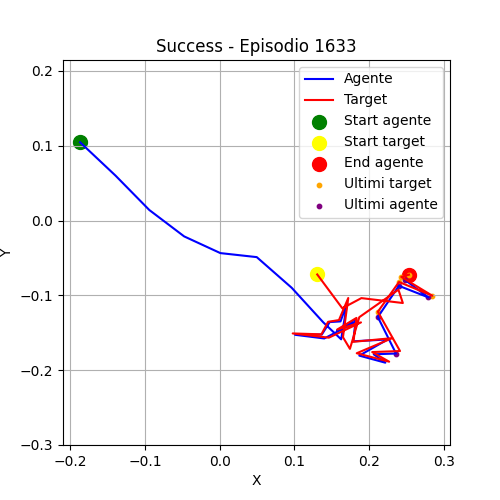 Success - Episodio 1633
0.2
0.1
0.0
−0.1
−0.2
−0.3
Y
−0.2
−0.1
0.0
0.1
0.2
0.3
X
Agente
Target
Start agente
Start target
End agente
Ultimi target
Ultimi agente